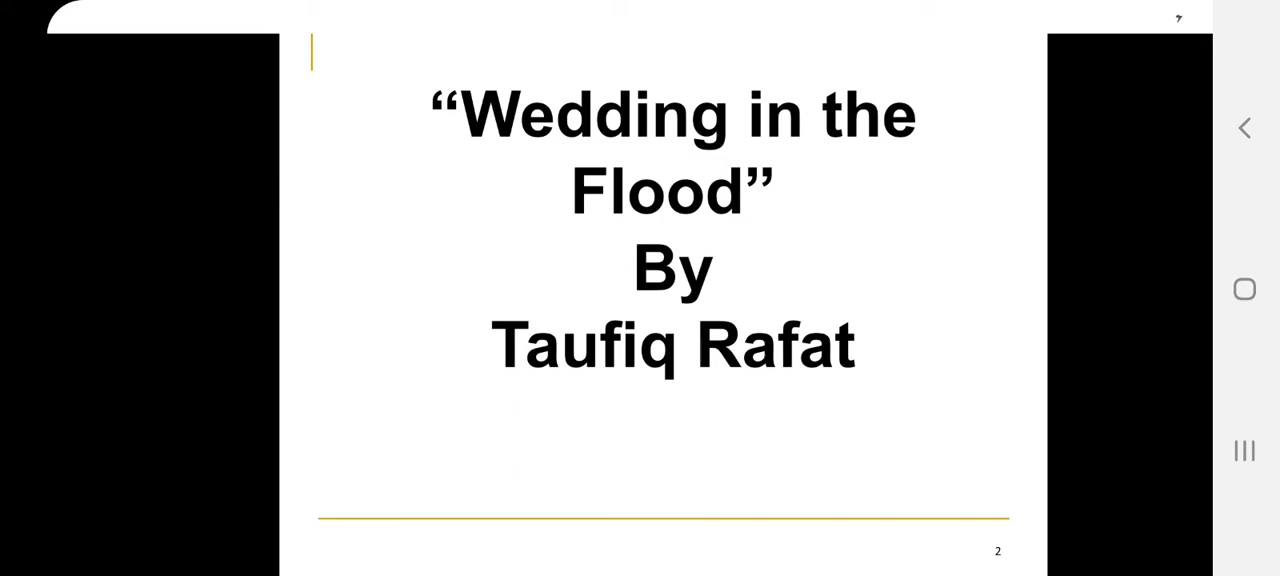 “Wedding in the
Flood”
By
Taufiq Rafat
2